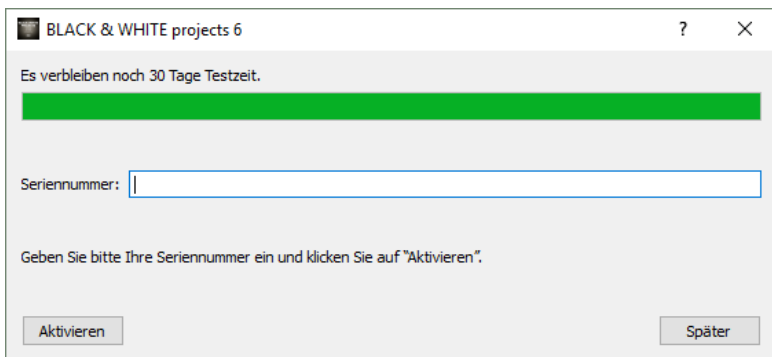 BLACK & WHITE projects 6
Es verbleiben noch 30 Tage Testzeit.
Seriennummer:
Geben Sie bitte Ihre Seriennummer ein und klicken Sie auf “Aktivieren”.
Aktivieren
Später